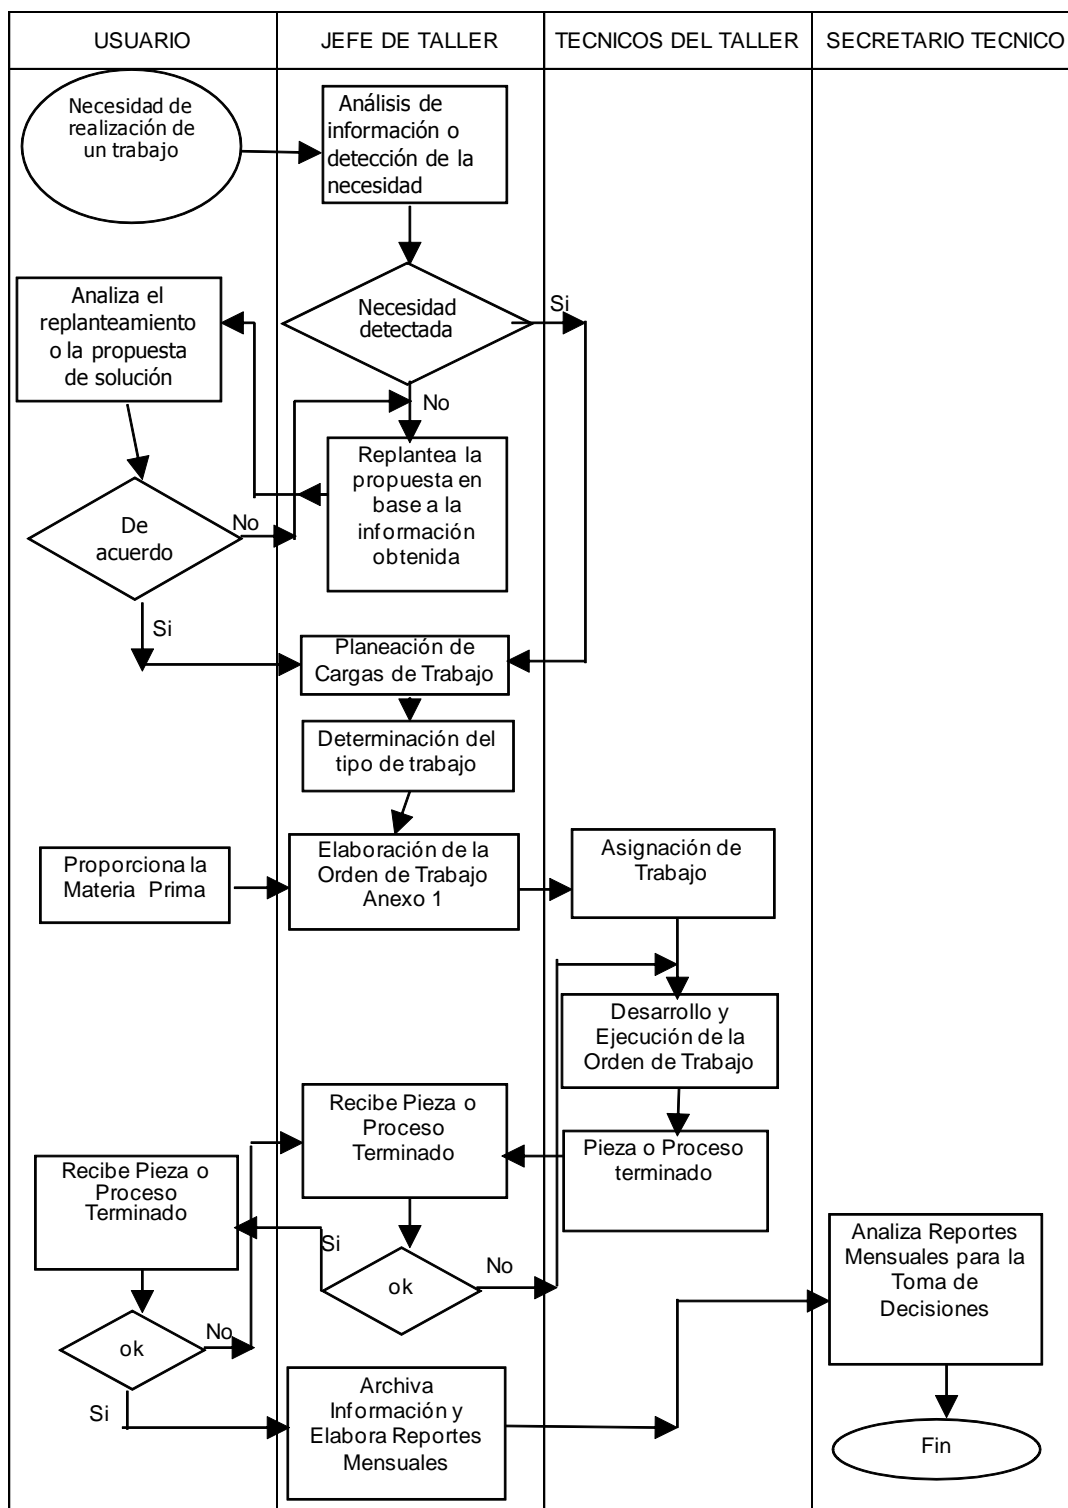 USUARIO
JEFE DE TALLER
TECNICOS DEL TALLER
SECRETARIO TECNICO
Necesidad de
realización de
un trabajo
Análisis de
información o
detección de la
necesidad
Necesidad
detectada
Si
No
Analiza el
replanteamiento
o la propuesta
de solución
Replantea la
propuesta en
base a la
información
obtenida
De
acuerdo
No
Si
Planeación de
Cargas de Trabajo
Determinación del
tipo de trabajo
Proporciona la
Materia Prima
Elaboración de la
Orden de Trabajo
Anexo 1
Asignación de
Trabajo
Desarrollo y
Ejecución de la
Orden de Trabajo
Pieza o Proceso
terminado
Recibe Pieza o
Proceso
Terminado
Recibe Pieza o
Proceso
Terminado
Si
ok
No
ok
No
Si
Archiva
Información y
Elabora Reportes
Mensuales
Analiza Reportes
Mensuales para la
Toma de
Decisiones
Fin